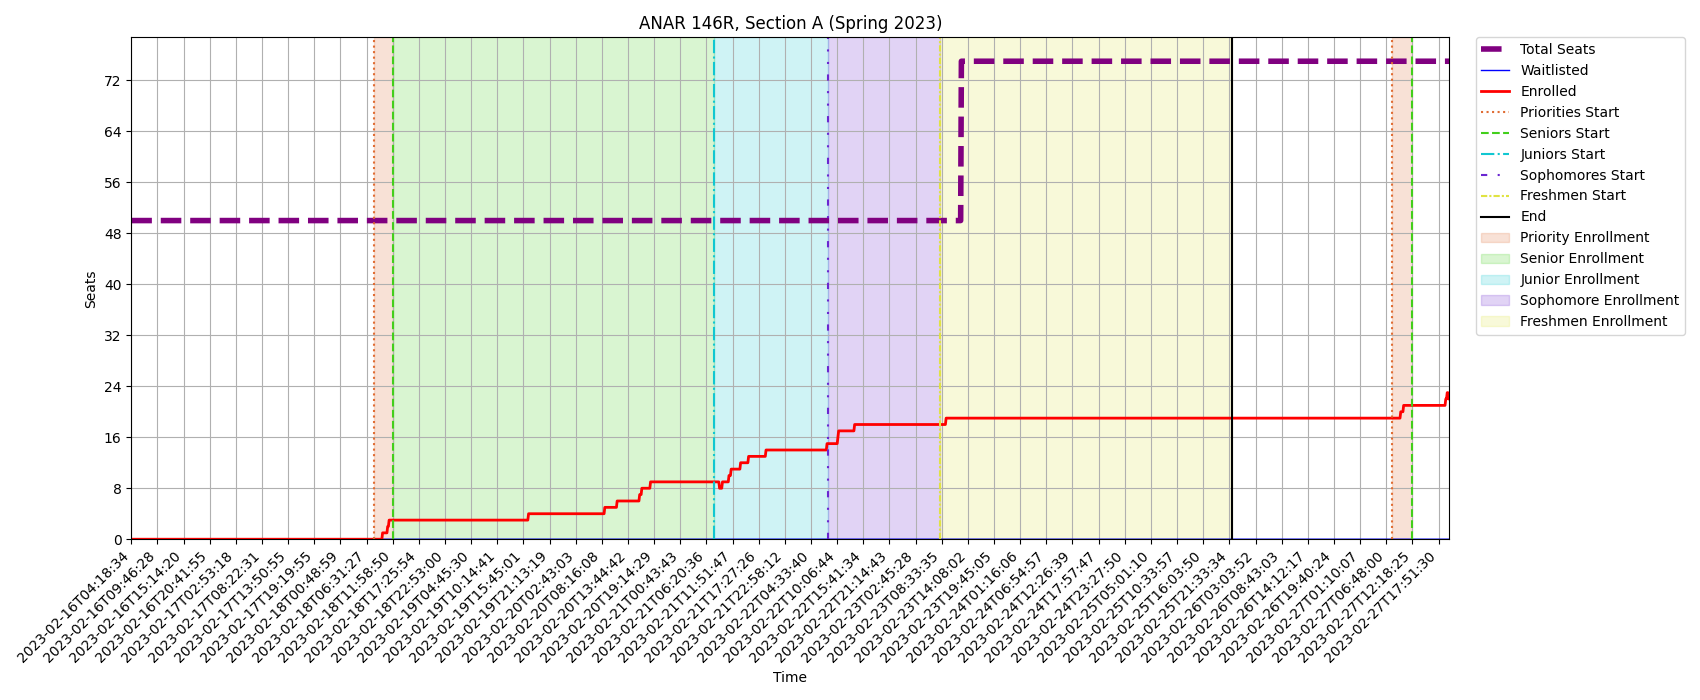 ANAR 146R, Section A (Spring 2023)
Total Seats
Waitlisted
Enrolled
Priorities Start
Seniors Start
Juniors Start
Sophomores Start
Freshmen Start
End
Priority Enrollment
Senior Enrollment
Junior Enrollment
Sophomore Enrollment
Freshmen Enrollment
Seats
72
64
56
48
40
32
24
16
8
0
2023-02-16T04:18:34
2023-02-16T09:46:28
2023-02-16T15:14:20
2023-02-16T20:41:55
2023-02-17T02:53:18
2023-02-17T08:22:31
2023-02-17T13:50:55
2023-02-17T19:19:55
2023-02-18T00:48:59
2023-02-18T06:31:27
2023-02-18T11:58:50
2023-02-18T17:25:54
2023-02-18T22:53:00
2023-02-19T04:45:30
2023-02-19T10:14:41
2023-02-19T15:45:01
2023-02-19T21:13:19
2023-02-20T02:43:03
2023-02-20T08:16:08
2023-02-20T13:44:42
2023-02-20T19:14:29
2023-02-21T00:43:43
2023-02-21T06:20:36
2023-02-21T11:51:47
2023-02-21T17:27:26
2023-02-21T22:58:12
2023-02-22T04:33:40
2023-02-22T10:06:44
2023-02-22T15:41:34
2023-02-22T21:14:43
2023-02-23T02:45:28
2023-02-23T08:33:35
2023-02-23T14:08:02
2023-02-23T19:45:05
2023-02-24T01:16:06
2023-02-24T06:54:57
2023-02-24T12:26:39
2023-02-24T17:57:47
2023-02-24T23:27:50
2023-02-25T05:01:10
2023-02-25T10:33:57
2023-02-25T16:03:50
2023-02-25T21:33:34
2023-02-26T03:03:52
2023-02-26T08:43:03
2023-02-26T14:12:17
2023-02-26T19:40:24
2023-02-27T01:10:07
2023-02-27T06:48:00
2023-02-27T12:18:25
2023-02-27T17:51:30
Time